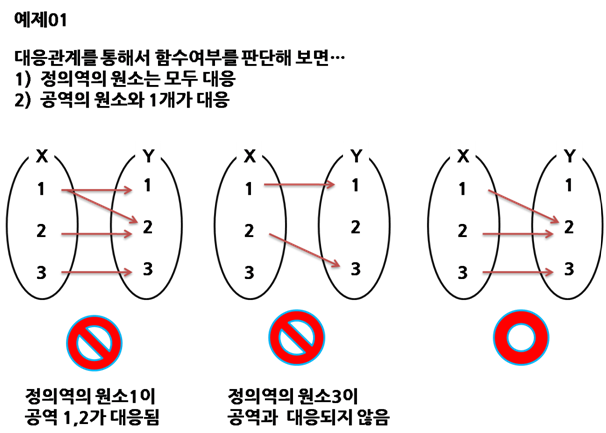 예제01
대응관계를 통해서 함수여부를 판단해 보면…
1) 정의역의 원소는 모두 대응
2) 공역의 원소와 1개가 대응
X Y
1 1
2 2
3 3
X Y
1 1
2 2
3 3
X Y
1 1
2 2
3 3
정의역의 원소1이
공역 1,2가 대응됨
정의역의 원소3이
공역과 대응되지 않음